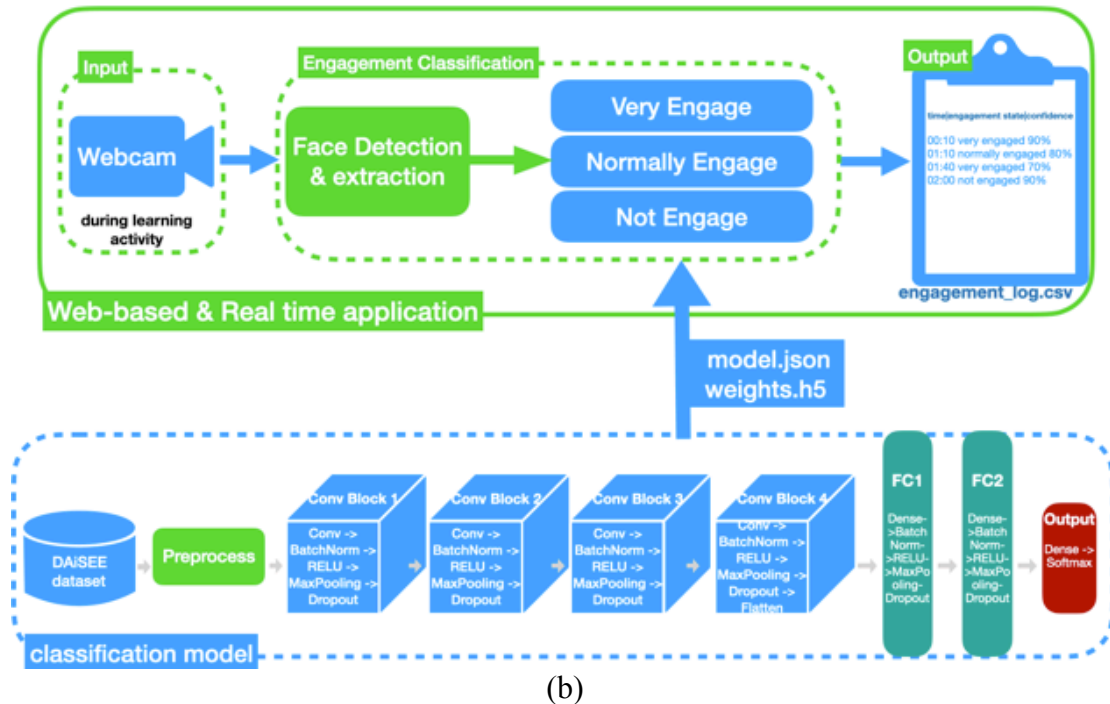 Input
Webcam
during learning
activity
Engagement Classification
Face Detection
& extraction
Very Engage
Normally Engage
Not Engage
Output
time|engagement state|confidence
00:10 very engaged 90%
01:10 normally engaged 80%
01:40 very engaged 70%
02:00 not engaged 90%
engagement_log.csv
Web-based & Real time application
model.json
weights.h5
DAiSEE
dataset
Preprocess
Conv Block 1
Conv ->
BatchNorm ->
RELU ->
MaxPooling ->
Dropout
Conv Block 2
Conv ->
BatchNorm ->
RELU ->
MaxPooling ->
Dropout
Conv Block 3
Conv ->
BatchNorm ->
RELU ->
MaxPooling ->
Dropout
Conv Block 4
Conv ->
BatchNorm ->
RELU ->
MaxPooling ->
Dropout ->
Flatten
FC1
Dense-
>Batch
Norm-
>RELU-
>MaxPo
oling-
Dropout
FC2
Dense-
>Batch
Norm-
>RELU-
>MaxPo
oling-
Dropout
Output
Dense ->
Softmax
classification model
(b)